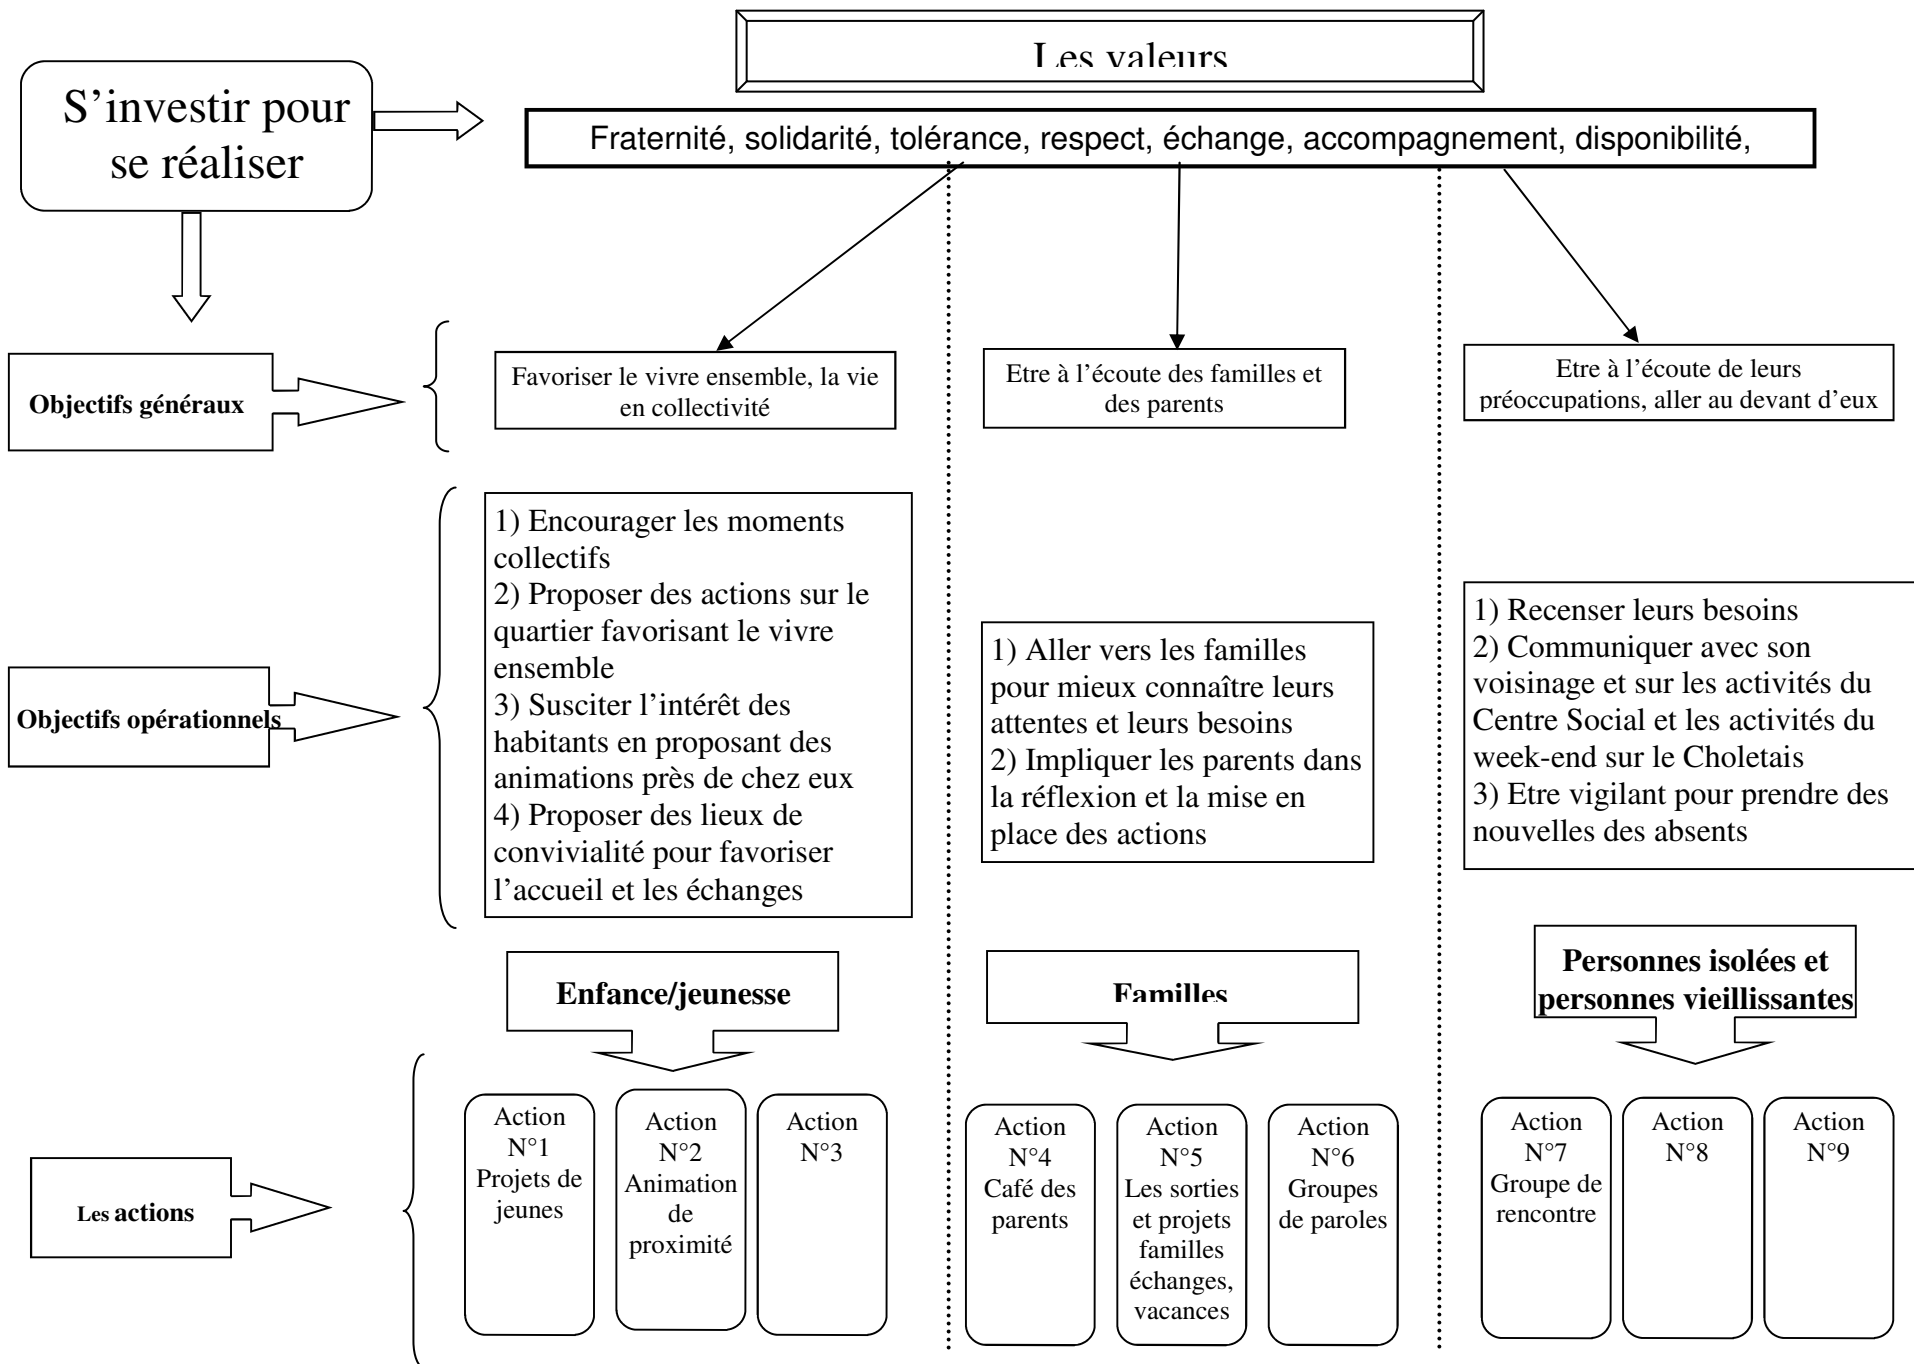 Les valeurs
S’investir pour
se réaliser
Fraternité, solidarité, tolérance, respect, échange, accompagnement, disponibilité,
Objectifs généraux
Favoriser le vivre ensemble, la vie
en collectivité
Etre à l’écoute des familles et
des parents
Etre à l’écoute de leurs
préoccupations, aller au devant d’eux
Objectifs opérationnels
1) Encourager les moments
collectifs
2) Proposer des actions sur le
quartier favorisant le vivre
ensemble
3) Susciter l’intérêt des
habitants en proposant des
animations près de chez eux
4) Proposer des lieux de
convivialité pour favoriser
l’accueil et les échanges
1) Aller vers les familles
pour mieux connaître leurs
attentes et leurs besoins
2) Impliquer les parents dans
la réflexion et la mise en
place des actions
1) Recenser leurs besoins
2) Communiquer avec son
voisinage et sur les activités du
Centre Social et les activités du
week-end sur le Choletais
3) Etre vigilant pour prendre des
nouvelles des absents
Enfance/jeunesse
Familles
Personnes isolées et
personnes vieillissantes
Les actions
Action
N°1
Projets de
jeunes
Action
N°2
Animation
de
proximité
Action
N°3
Action
N°4
Café des
parents
Action
N°5
Les sorties
et projets
familles
échanges,
vacances
Action
N°6
Groupes
de paroles
Action
N°7
Groupe de
rencontre
Action
N°8
Action
N°9